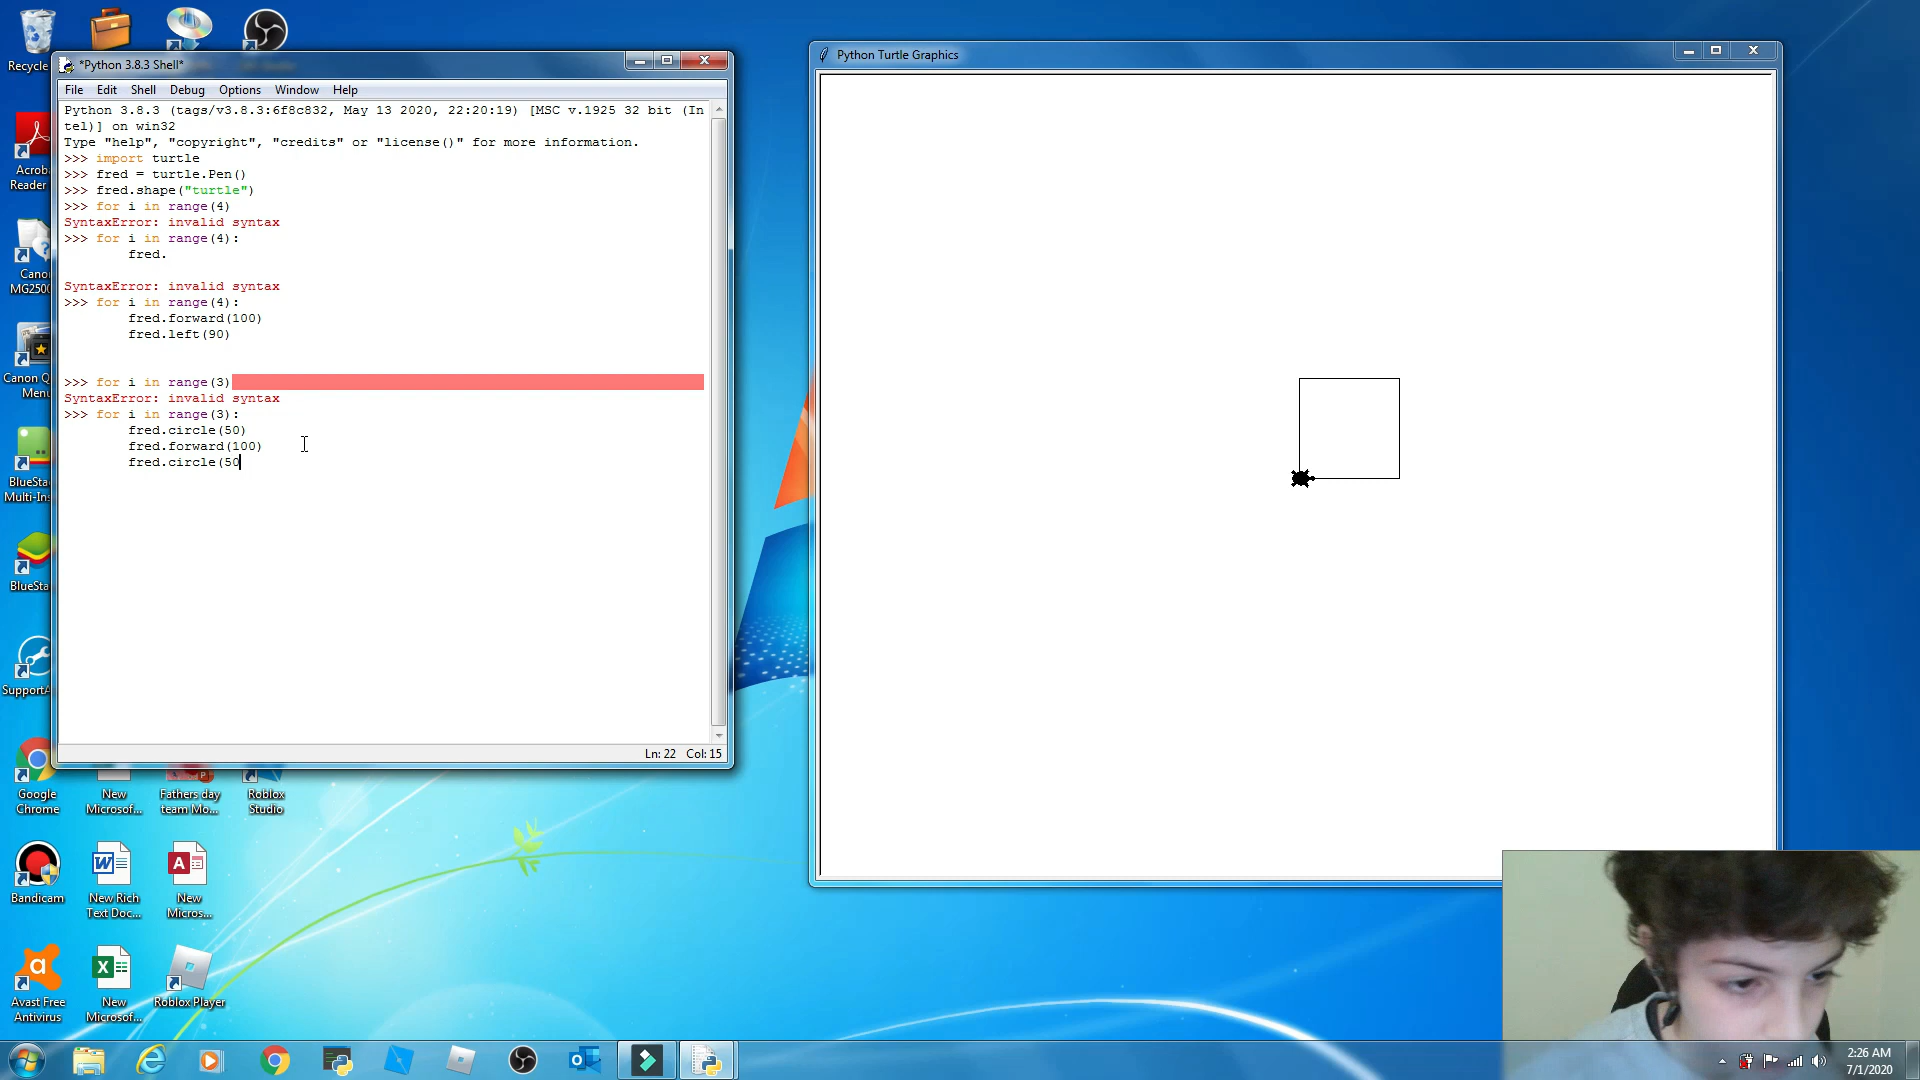 Recycle
*Python 3.8.3 Shell*
File Edit Shell Debug Options Window Help
Python 3.8.3 (tags/v3.8.3:6f8c832, May 13 2020, 22:20:19) [MSC v.1925 32 bit (In
tel)] on win32
Type "help", "copyright", "credits" or "license()" for more information.
>>> import turtle
>>> fred = turtle.Pen()
>>> fred.shape("turtle")
>>> for i in range(4)
SyntaxError: invalid syntax
>>> for i in range(4):
fred.
SyntaxError: invalid syntax
>>> for i in range(4):
fred.forward(100)
fred.left(90)
>>> for i in range(3)
SyntaxError: invalid syntax
>>> for i in range(3):
fred.circle(50)
fred.forward(100)
fred.circle(50
Ln: 22 Col: 15
Python Turtle Graphics
Acrob
Reader
Cano
MG2500
Canon Q
Menu
BlueSta
Multi-Ins
BlueSta
SupportA
Google
Chrome
New
Microsof...
Fathers day
team Mo...
Roblox
Studio
Bandicam
New Rich
Text Doc...
New
Micros...
Avast Free
Antivirus
New
Microsof...
Roblox Player
2:26 AM
7/1/2020